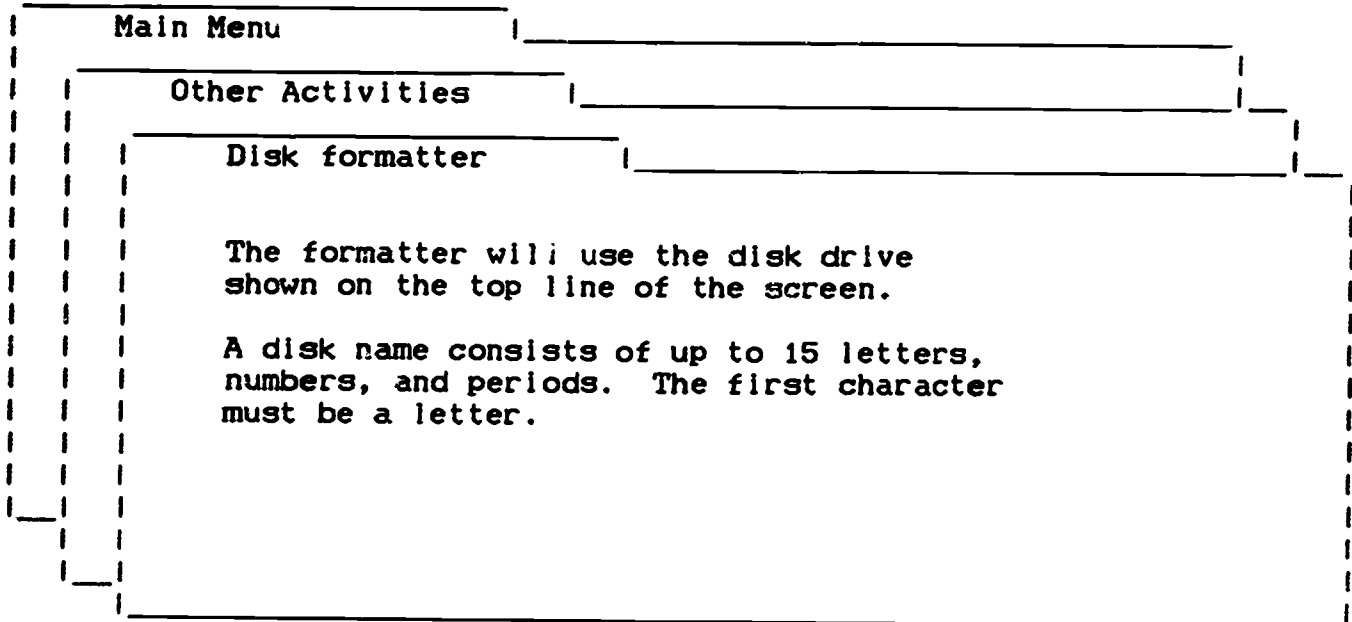 Main Menu
Other Activities
Disk formatter
The formatter will use the disk drive
shown on the top line of the screen.
A disk name consists of up to 15 letters,
numbers, and periods. The first character
must be a letter.